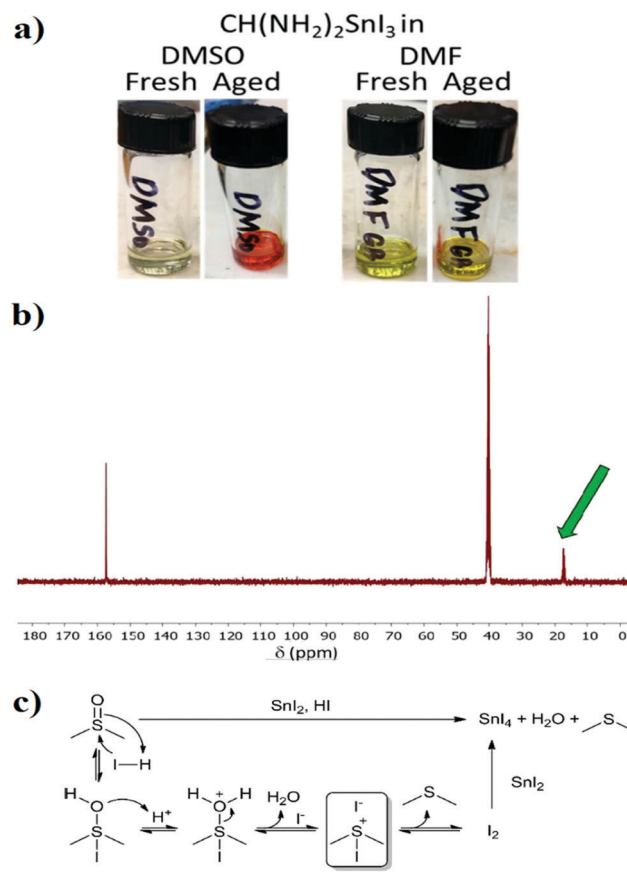 a)
CH(NH₂)₂SnI₃ in
DMSO DMF
Fresh Aged Fresh Aged
DMSO DMSO DMF GR DMF GR
b)
180 170 160 150 140 130 120 110 100 90 80 70 60 50 40 30 20 10 0
δ (ppm)
c)
O
S
SnI₂, HI
SnI₄ + H₂O + S
I—H
H O
S
I
H⁺
H O⁺ H
S
I
H₂O
I⁻
I⁻
S⁺
I
S
I₂
SnI₂